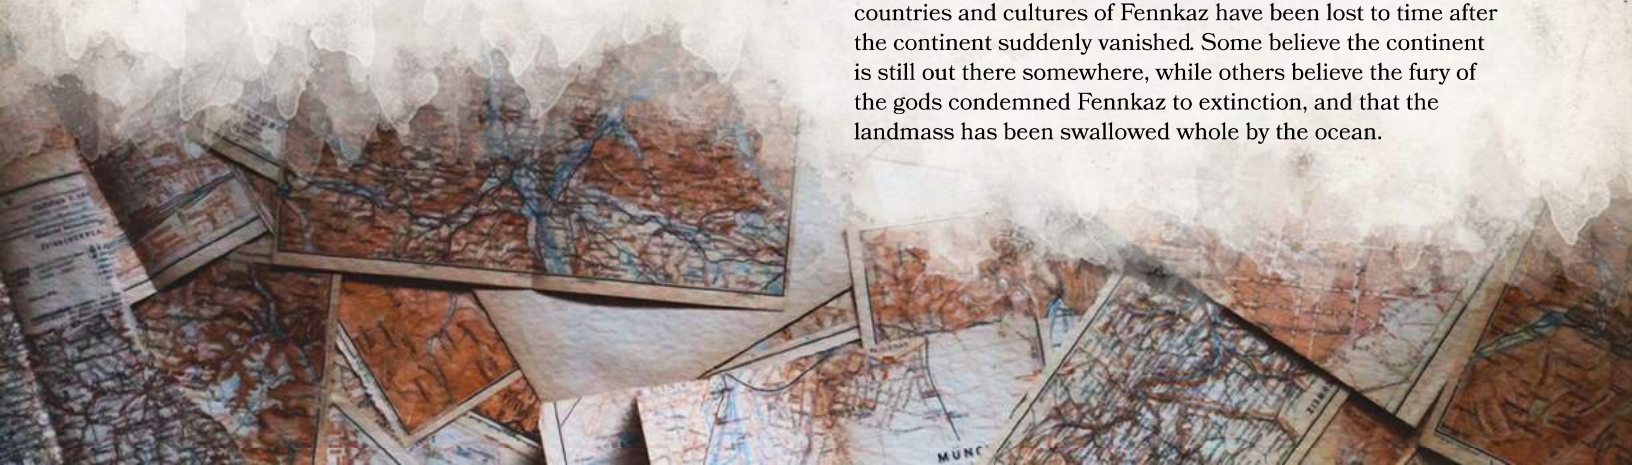 countries and cultures of Fennkaz have been lost to time after
the continent suddenly vanished. Some believe the continent
is still out there somewhere, while others believe the fury of
the gods condemned Fennkaz to extinction, and that the
landmass has been swallowed whole by the ocean.